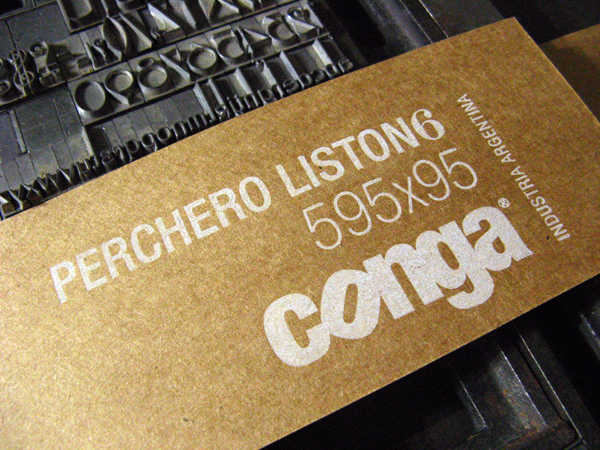 PERCHERO LISTON6
595x95
conga®
INDUSTRIA ARGENTINA